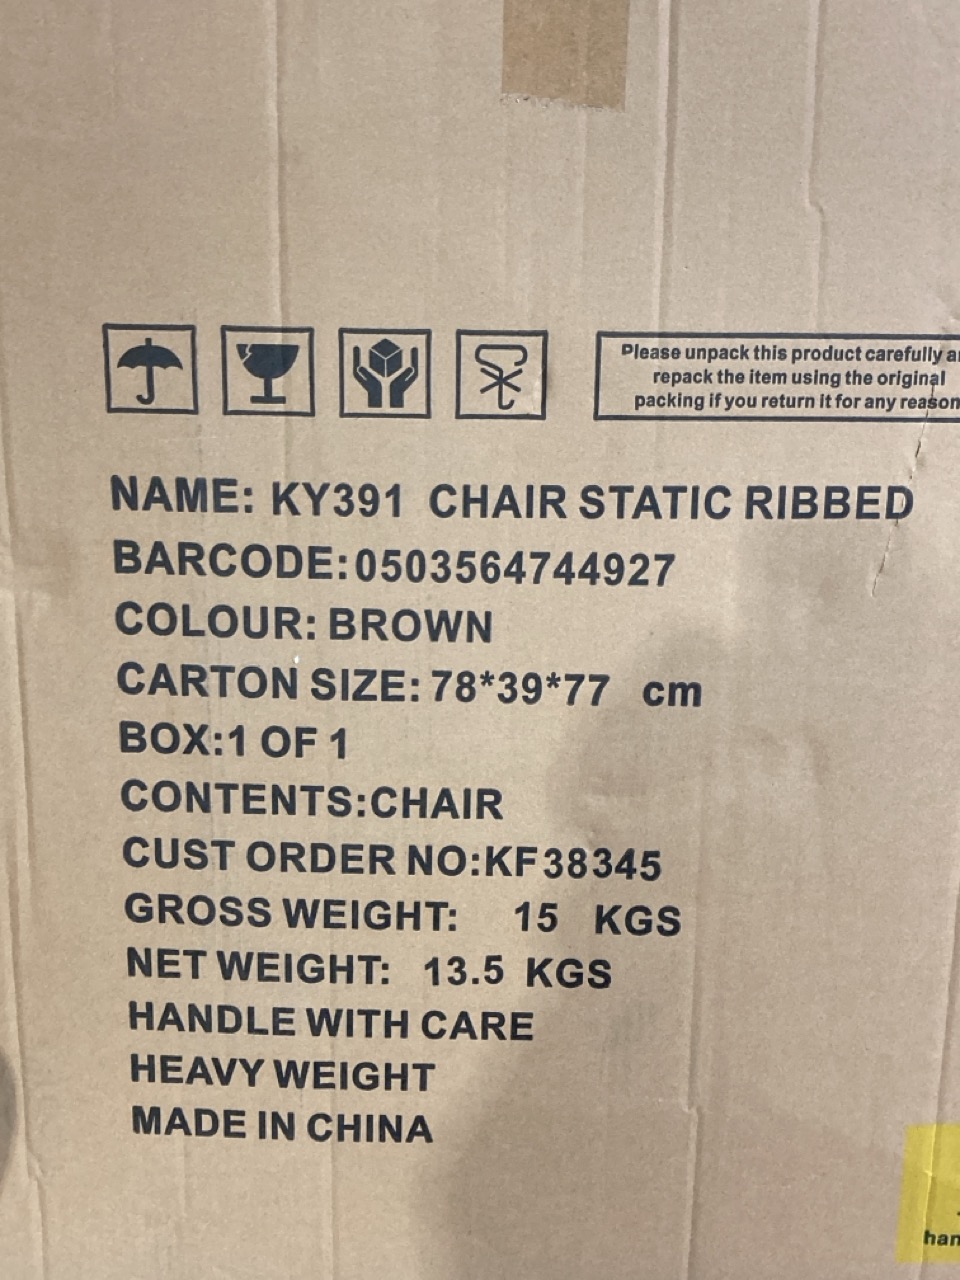 Please unpack this product carefully
repack the item using the original
packing if you return it for any reason
NAME: KY391 CHAIR STATIC RIBBED
BARCODE:0503564744927
COLOUR: BROWN
CARTON SIZE: 78*39*77 cm
BOX:1 OF 1
CONTENTS:CHAIR
CUST ORDER NO:KF38345
GROSS WEIGHT: 15 KGS
NET WEIGHT: 13.5 KGS
HANDLE WITH CARE
HEAVY WEIGHT
MADE IN CHINA